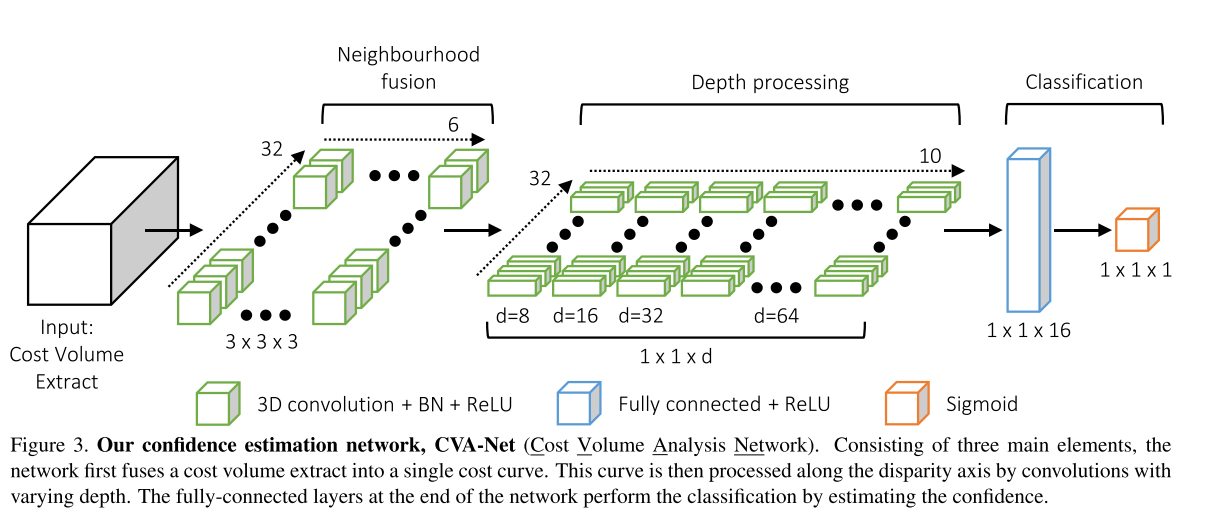 Neighbourhood
fusion
Depth processing
Classification
6
32
10
32
Input:
Cost Volume
Extract
3 x 3 x 3
d=8 d=16 d=32 d=64
1 x 1 x d
1 x 1 x 16
1 x 1 x 1
3D convolution + BN + ReLU
Fully connected + ReLU
Sigmoid
Figure 3. Our confidence estimation network, CVA-Net (Cost Volume Analysis Network). Consisting of three main elements, the
network first fuses a cost volume extract into a single cost curve. This curve is then processed along the disparity axis by convolutions with
varying depth. The fully-connected layers at the end of the network perform the classification by estimating the confidence.